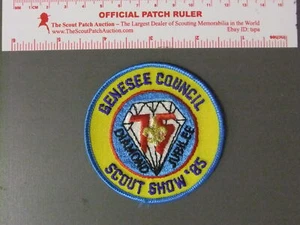 OFFICIAL PATCH RULER
The Scout Patch Auction - The Largest Dealer of Scouting Memorabilia in the World
www.TheScoutPatchAuction.com
Ebay ID: tspa
GENESEE COUNCIL
75
DIAMOND JUBILEE
SCOUT SHOW '85